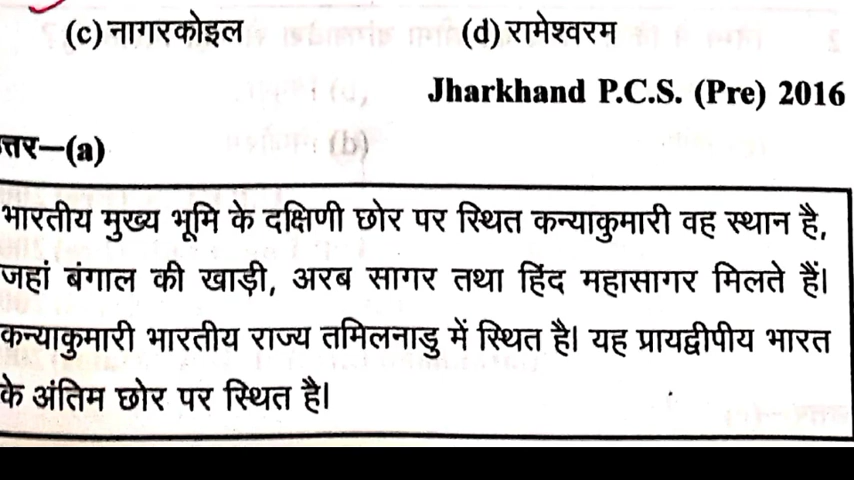 (c) नागरकोइल (d) रामेश्वरम
Jharkhand P.C.S. (Pre) 2016
त्तर—(a)
भारतीय मुख्य भूमि के दक्षिणी छोर पर स्थित कन्याकुमारी वह स्थान है,
जहां बंगाल की खाड़ी, अरब सागर तथा हिंद महासागर मिलते हैं।
कन्याकुमारी भारतीय राज्य तमिलनाडु में स्थित है। यह प्रायद्वीपीय भारत
के अंतिम छोर पर स्थित है।